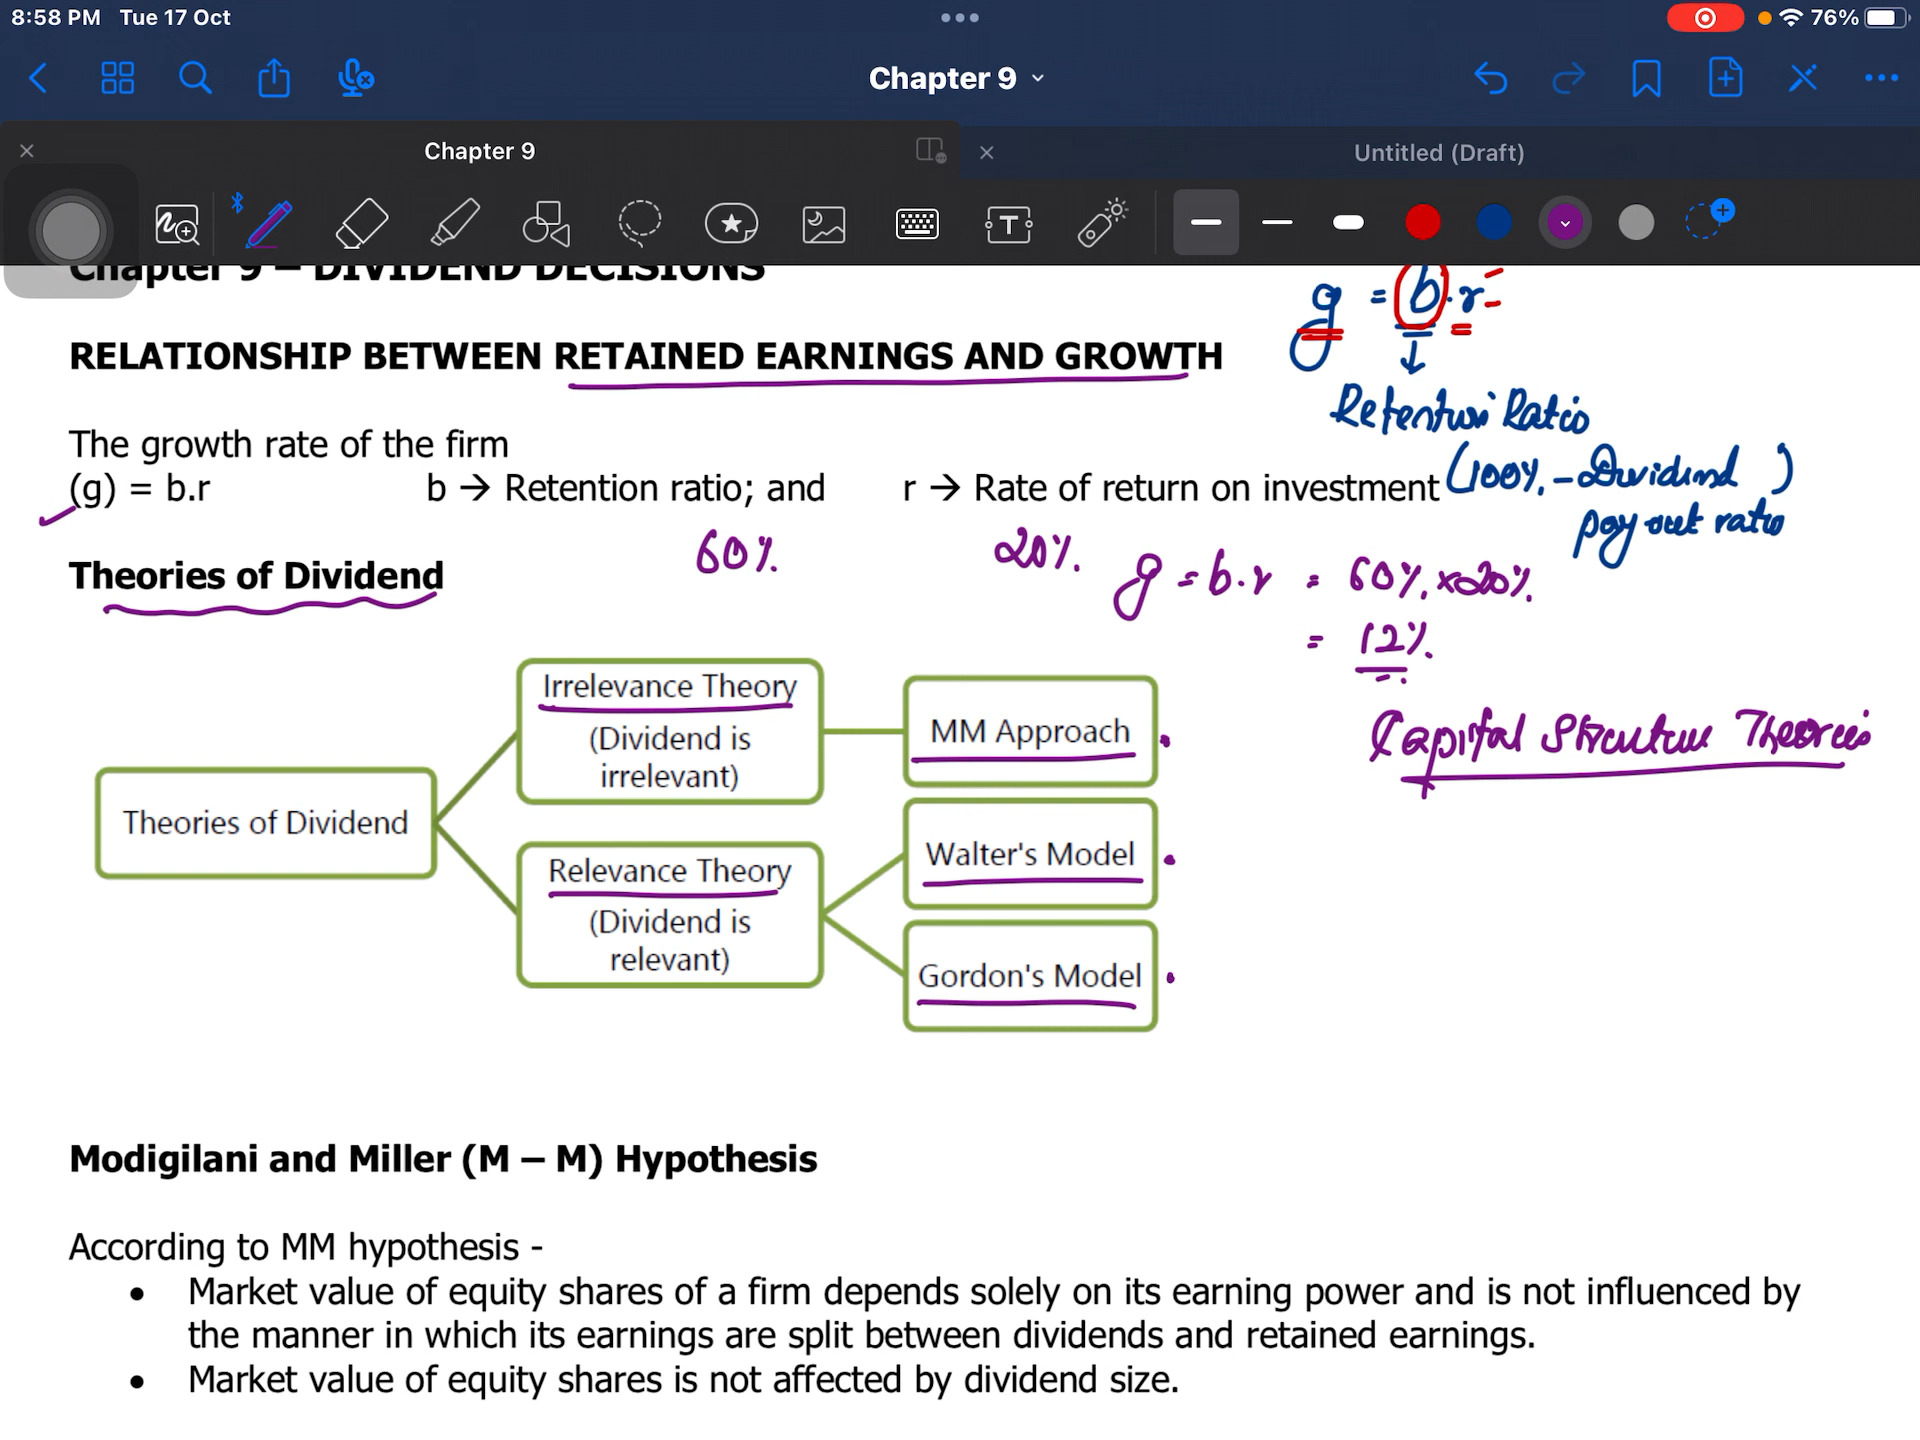 8:58 PM Tue 17 Oct
76%
Chapter 9
Chapter 9
Untitled (Draft)
Chapter 9 – DIVIDEND DECISIONS
g = b.r
RELATIONSHIP BETWEEN RETAINED EARNINGS AND GROWTH
Retention Ratio
(100% - Dividend pay out ratio)
The growth rate of the firm
(g) = b.r b → Retention ratio; and r → Rate of return on investment
60% 20%
g = b.r = 60% x 20%
= 12%
Theories of Dividend
Capital Structure Theories
Theories of Dividend
Irrelevance Theory
(Dividend is
irrelevant)
MM Approach
Relevance Theory
(Dividend is
relevant)
Walter's Model
Gordon's Model
Modigilani and Miller (M – M) Hypothesis
According to MM hypothesis -
• Market value of equity shares of a firm depends solely on its earning power and is not influenced by
the manner in which its earnings are split between dividends and retained earnings.
• Market value of equity shares is not affected by dividend size.